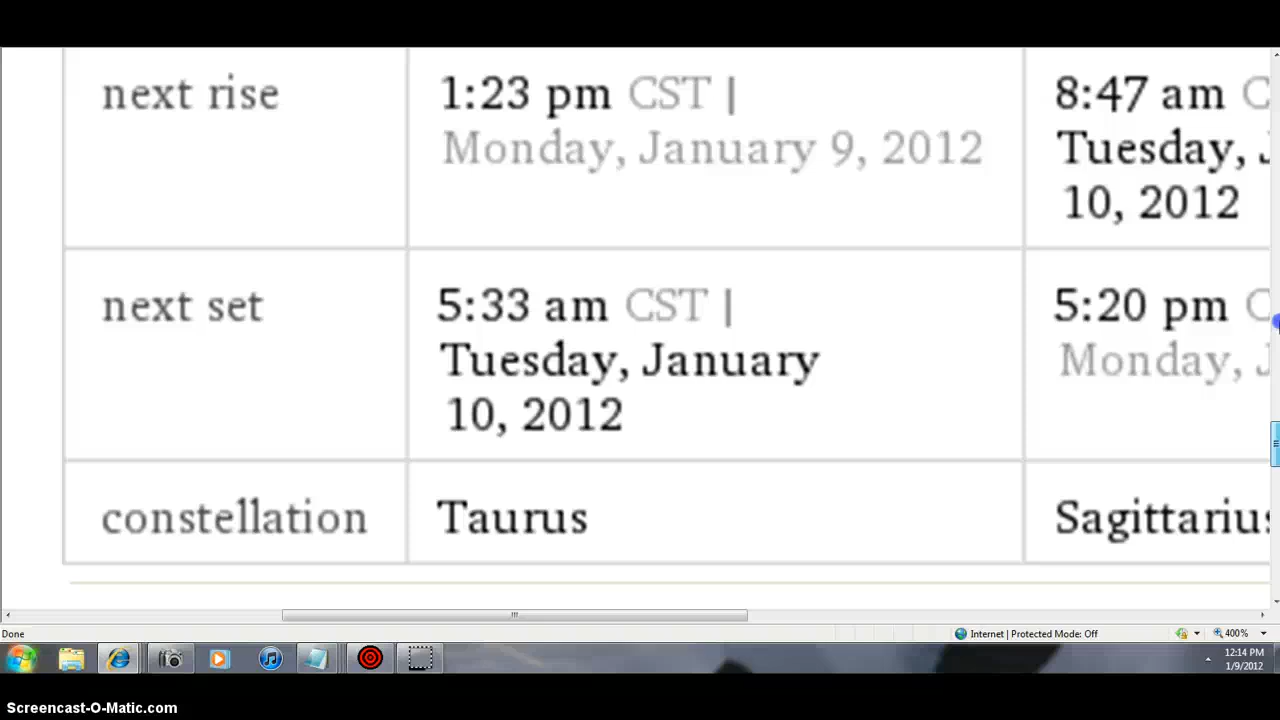 next rise 1:23 pm CST | 8:47 am
Monday, January 9, 2012 Tuesday,
10, 2012
next set 5:33 am CST | 5:20 pm
Tuesday, January Monday,
10, 2012
constellation Taurus Sagittarius
Done Internet | Protected Mode: Off 400%
12:14 PM
1/9/2012
Screencast-O-Matic.com